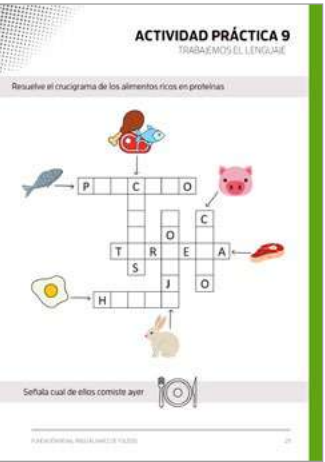 ACTIVIDAD PRÁCTICA 9
TRABAJEMOS EL LENGUAJE
Resuelve el crucigrama de los alimentos ricos en proteínas
P C O
C
O
T R E A
S
J O
H
Señala cual de ellos comiste ayer